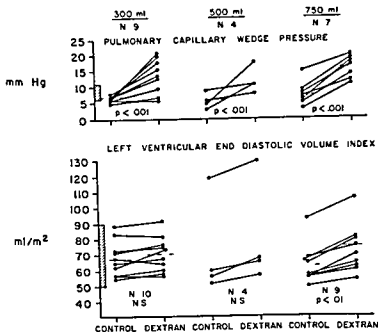 300 ml 500 ml 750 ml
N 9 N 4 N 7
PULMONARY CAPILLARY WEDGE PRESSURE
25
20
mm Hg 15
10
5
0
p<.001 p<.001 p<.001
LEFT VENTRICULAR END DIASTOLIC VOLUME INDEX
130
120
110
100
90
ml/m² 80
70
60
50
40
30
N 10 N 4 N 9
NS NS p<.01
CONTROL DEXTRAN CONTROL DEXTRAN CONTROL DEXTRAN